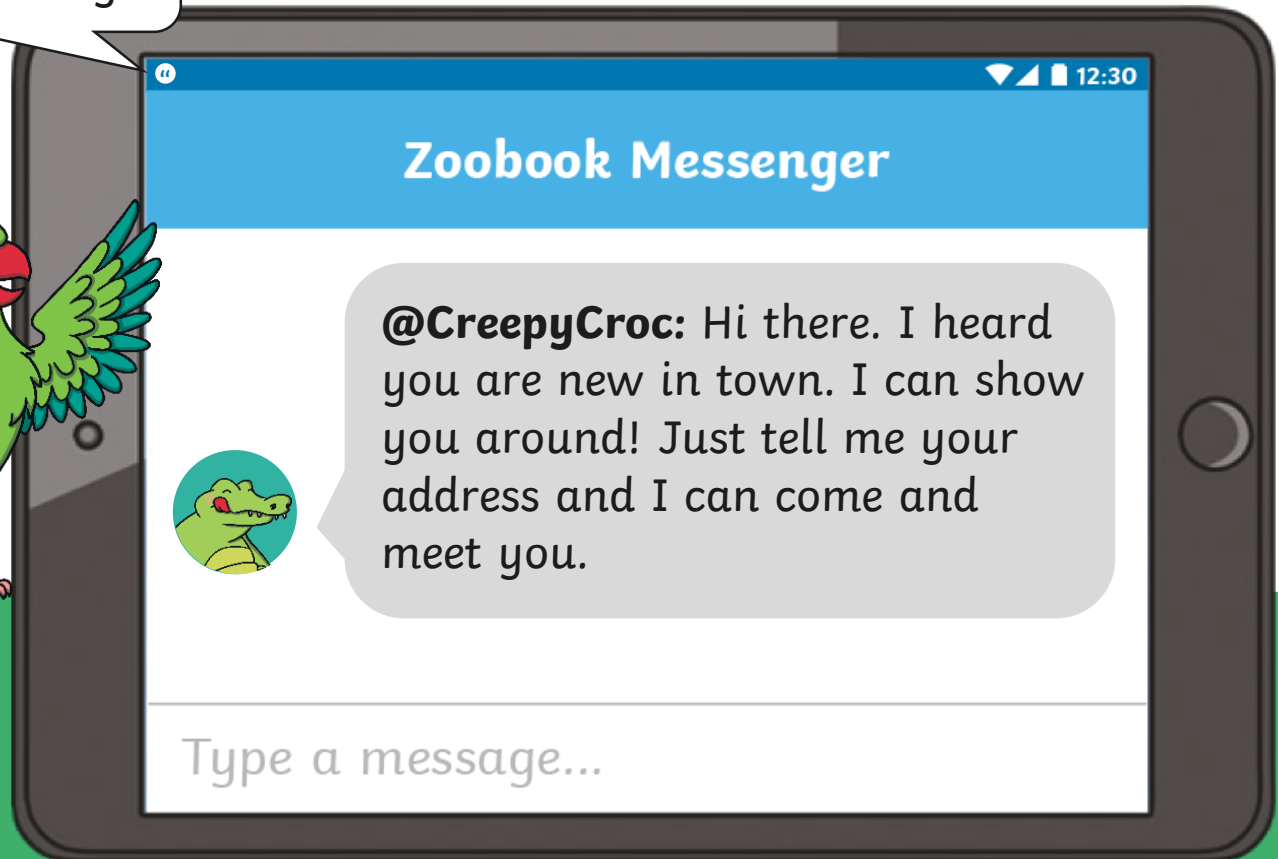 12:30
Zoobook Messenger
@CreepyCroc: Hi there. I heard
you are new in town. I can show
you around! Just tell me your
address and I can come and
meet you.
Type a message...